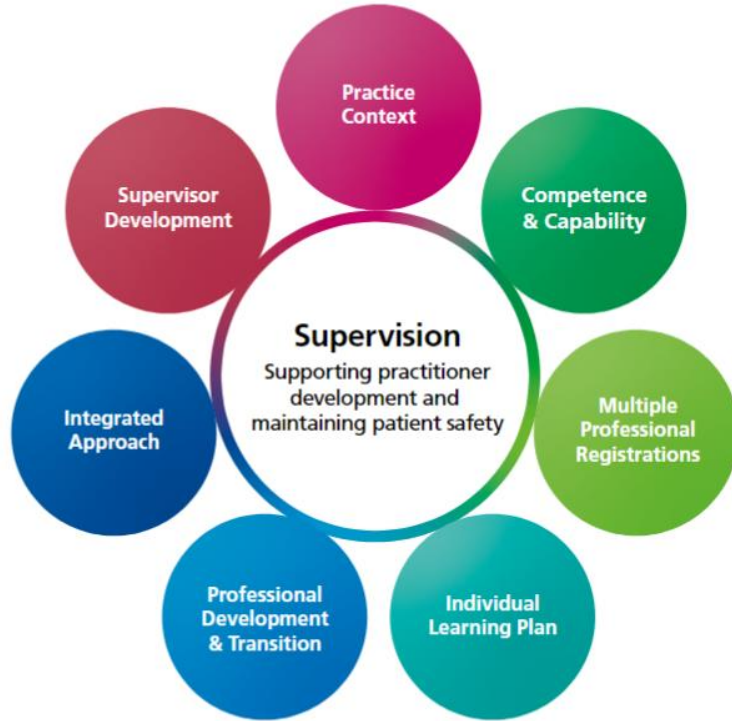 Practice
Context
Supervisor
Development
Competence
& Capability
Supervision
Supporting practitioner
development and
maintaining patient safety
Integrated
Approach
Multiple
Professional
Registrations
Professional
Development
& Transition
Individual
Learning Plan